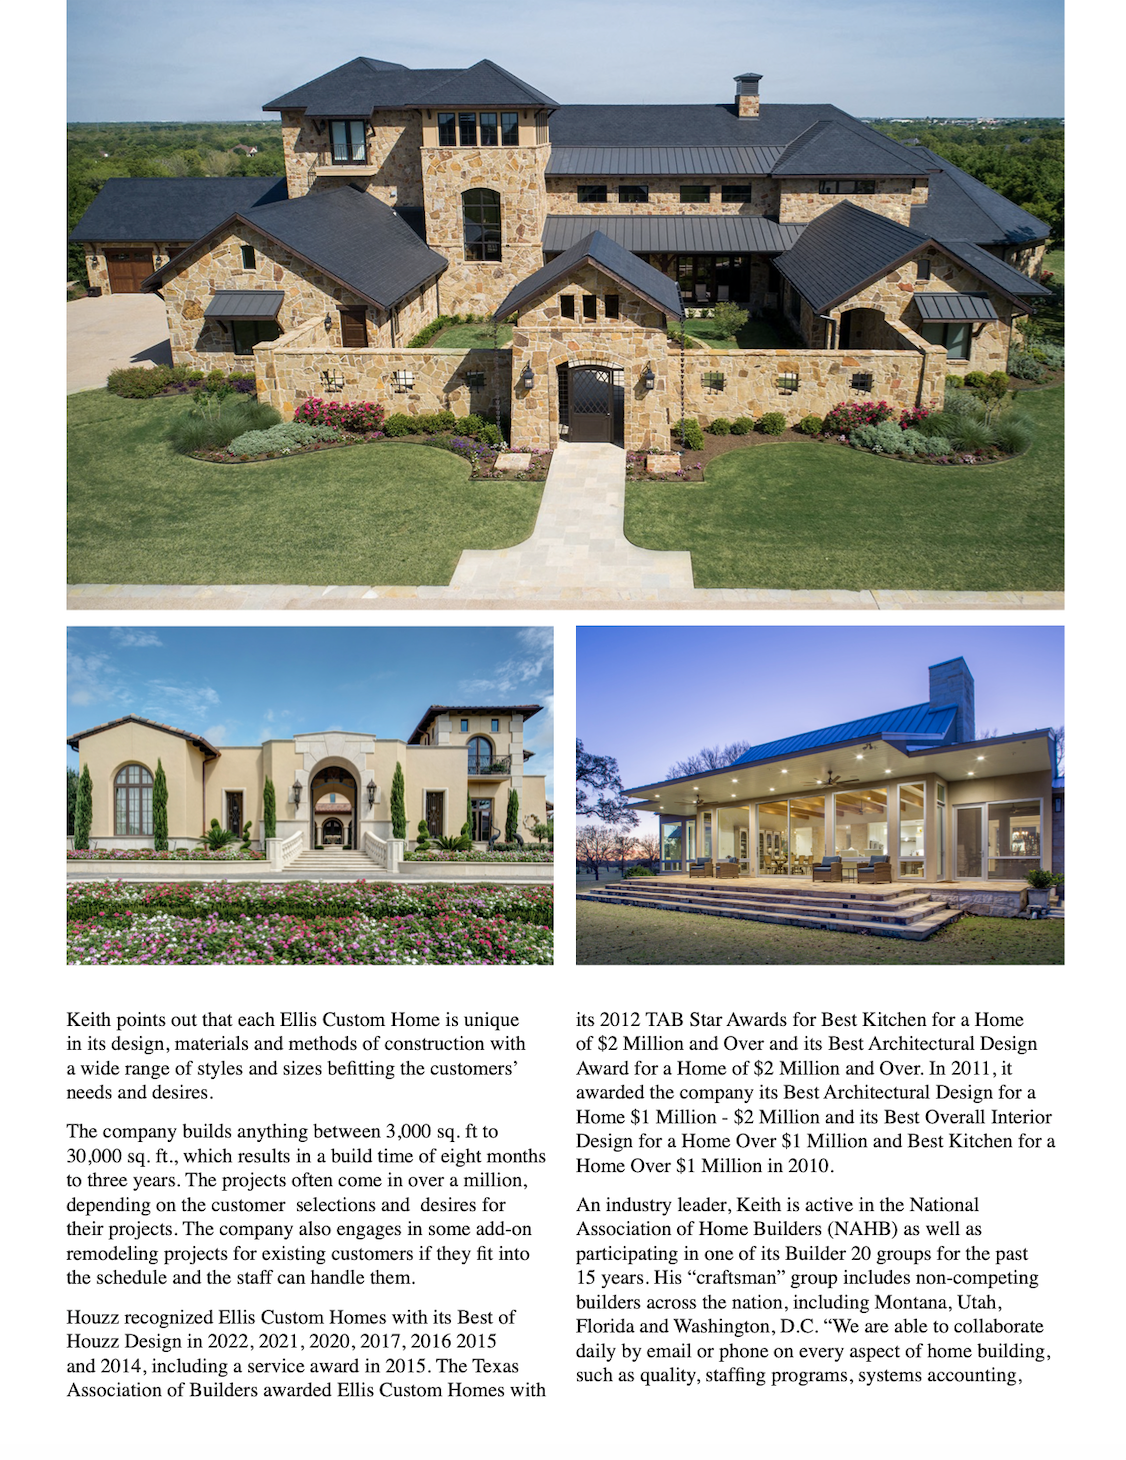 Keith points out that each Ellis Custom Home is unique
in its design, materials and methods of construction with
a wide range of styles and sizes befitting the customers’
needs and desires.
The company builds anything between 3,000 sq. ft to
30,000 sq. ft., which results in a build time of eight months
to three years. The projects often come in over a million,
depending on the customer  selections and  desires for
their projects. The company also engages in some add-on
remodeling projects for existing customers if they fit into
the schedule and the staff can handle them.
Houzz recognized Ellis Custom Homes with its Best of
Houzz Design in 2022, 2021, 2020, 2017, 2016 2015
and 2014, including a service award in 2015. The Texas
Association of Builders awarded Ellis Custom Homes with
its 2012 TAB Star Awards for Best Kitchen for a Home
of $2 Million and Over and its Best Architectural Design
Award for a Home of $2 Million and Over. In 2011, it
awarded the company its Best Architectural Design for a
Home $1 Million - $2 Million and its Best Overall Interior
Design for a Home Over $1 Million and Best Kitchen for a
Home Over $1 Million in 2010.
An industry leader, Keith is active in the National
Association of Home Builders (NAHB) as well as
participating in one of its Builder 20 groups for the past
15 years. His “craftsman” group includes non-competing
builders across the nation, including Montana, Utah,
Florida and Washington, D.C. “We are able to collaborate
daily by email or phone on every aspect of home building,
such as quality, staffing programs, systems accounting,